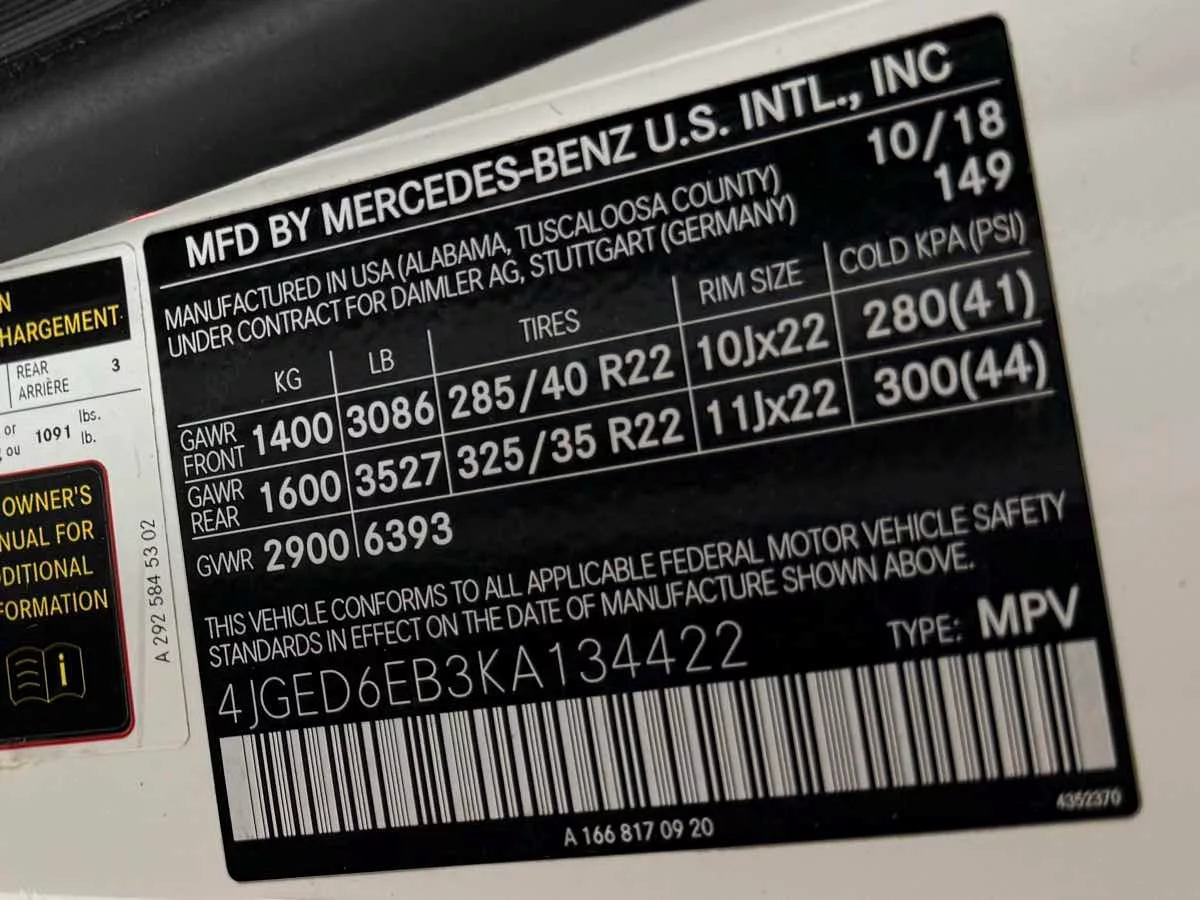 MFD BY MERCEDES-BENZ U.S. INTL., INC
10/18
149
MANUFACTURED IN USA (ALABAMA, TUSCALOOSA COUNTY)
UNDER CONTRACT FOR DAIMLER AG, STUTTGART (GERMANY)
KG LB TIRES RIM SIZE COLD KPA (PSI)
GAWR FRONT 1400 3086 285/40 R22 10Jx22 280(41)
GAWR REAR 1600 3527 325/35 R22 11Jx22 300(44)
GVWR 2900 6393
THIS VEHICLE CONFORMS TO ALL APPLICABLE FEDERAL MOTOR VEHICLE SAFETY
STANDARDS IN EFFECT ON THE DATE OF MANUFACTURE SHOWN ABOVE.
4JGED6EB3KA134422
TYPE: MPV
4352370
A 166 817 09 20
N
HARGEMENT
REAR 3
ARRIÈRE
or lbs.
ou 1091 lb.
OWNER'S
NUAL FOR
DITIONAL
FORMATION
i
A 292 584 53 02